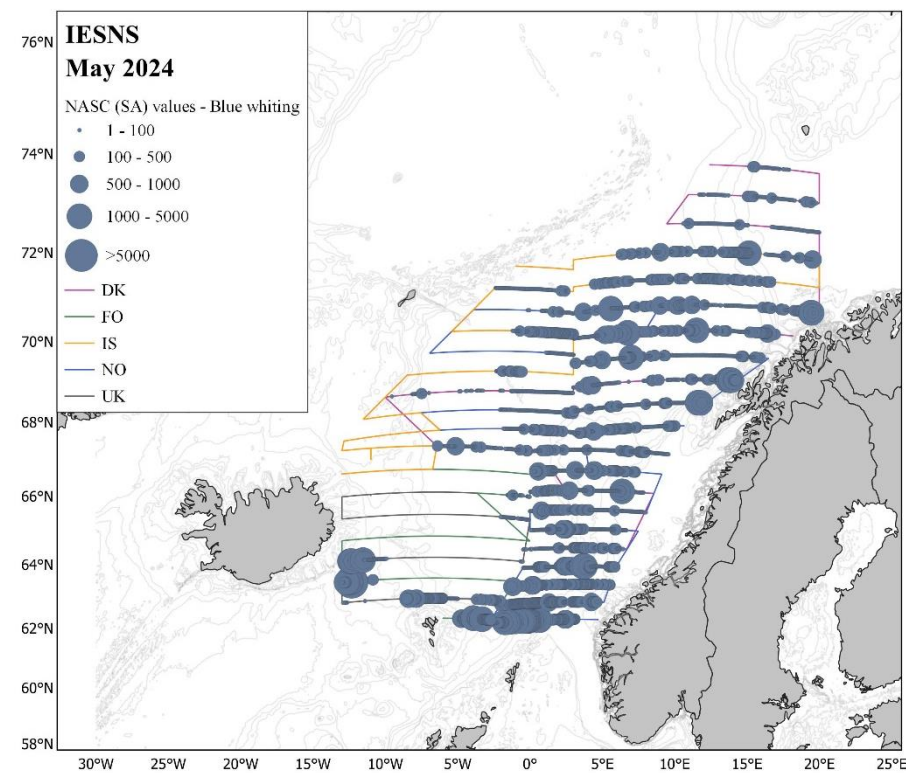 IESNS
May 2024
NASC (SA) values - Blue whiting
1 - 100
100 - 500
500 - 1000
1000 - 5000
>5000
DK
FO
IS
NO
UK
76°N
74°N
72°N
70°N
68°N
66°N
64°N
62°N
60°N
58°N
30°W 25°W 20°W 15°W 10°W 5°W 0° 5°E 10°E 15°E 20°E 25°E